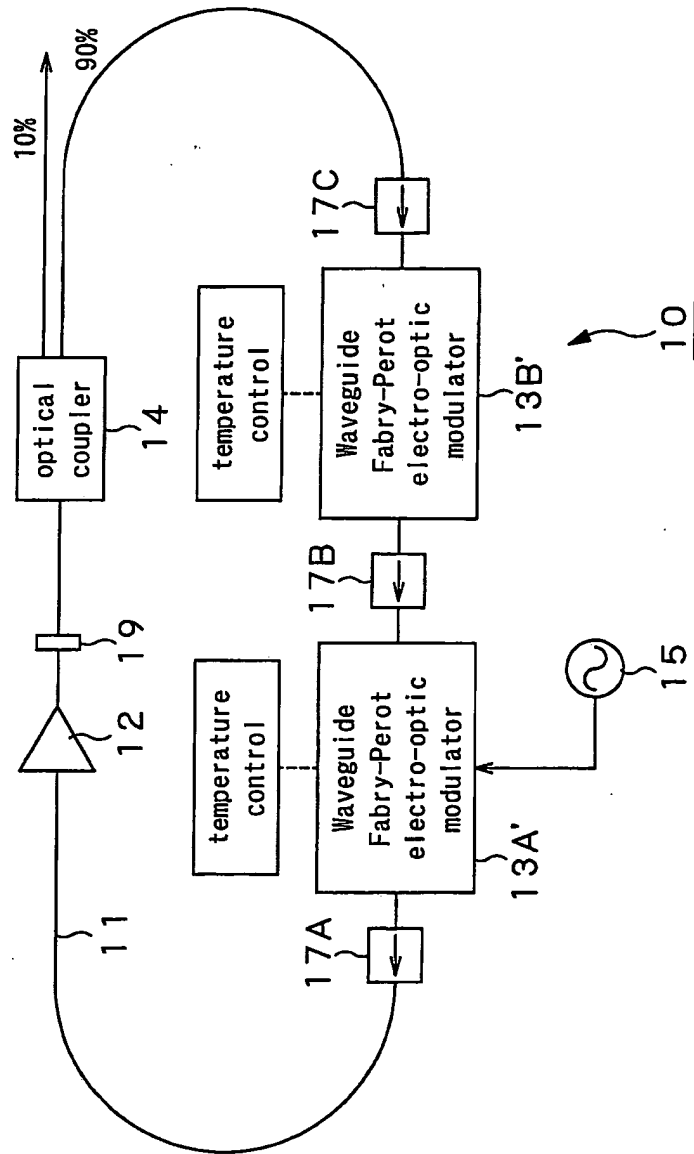 10%
90%
optical
coupler
14
19
12
11
17C
temperature
control
Waveguide
Fabry-Perot
electro-optic
modulator
13B'
17B
temperature
control
Waveguide
Fabry-Perot
electro-optic
modulator
13A'
17A
15
10